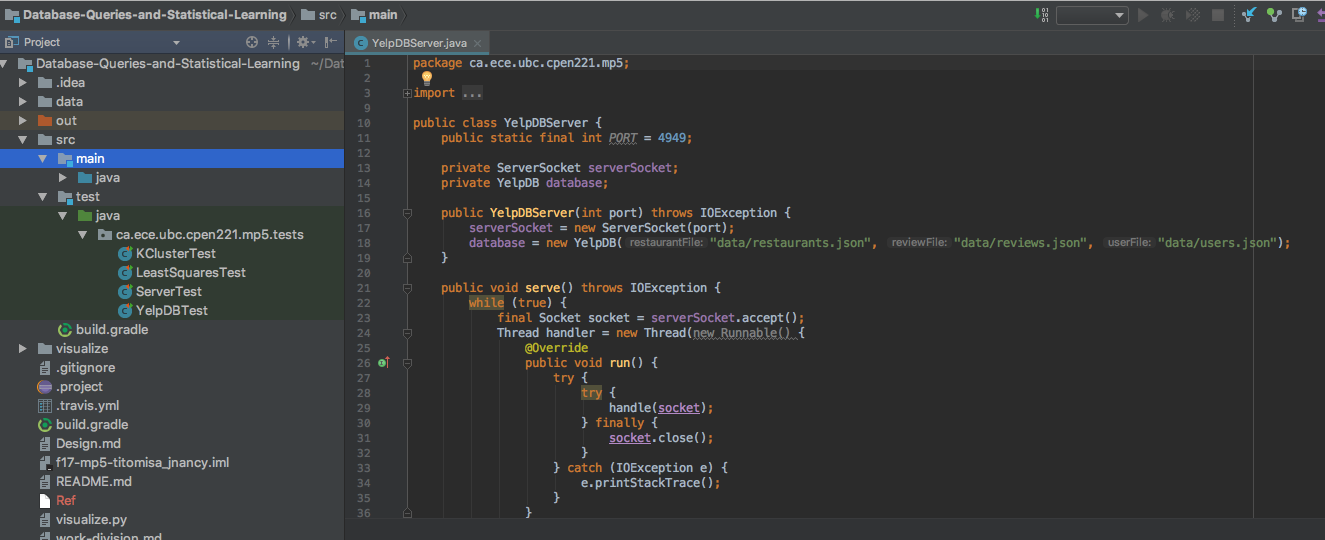 Database-Queries-and-Statistical-Learning src main
Project
YelpDBServer.java
Database-Queries-and-Statistical-Learning ~/Dat
.idea
data
out
src
main
java
test
java
ca.ece.ubc.cpen221.mp5.tests
KClusterTest
LeastSquaresTest
ServerTest
YelpDBTest
build.gradle
visualize
.gitignore
.project
.travis.yml
build.gradle
Design.md
f17-mp5-titomisa_jnancy.iml
README.md
Ref
visualize.py
work-division.md
1 package ca.ece.ubc.cpen221.mp5;
2
3 import ...
9
10 public class YelpDBServer {
11 public static final int PORT = 4949;
12
13 private ServerSocket serverSocket;
14 private YelpDB database;
15
16 public YelpDBServer(int port) throws IOException {
17 serverSocket = new ServerSocket(port);
18 database = new YelpDB( restaurantFile: "data/restaurants.json", reviewFile: "data/reviews.json", userFile: "data/users.json");
19 }
20
21 public void serve() throws IOException {
22 while (true) {
23 final Socket socket = serverSocket.accept();
24 Thread handler = new Thread(new Runnable() {
25 @Override
26 public void run() {
27 try {
28 try {
29 handle(socket);
30 } finally {
31 socket.close();
32 }
33 } catch (IOException e) {
34 e.printStackTrace();
35 }
36 }